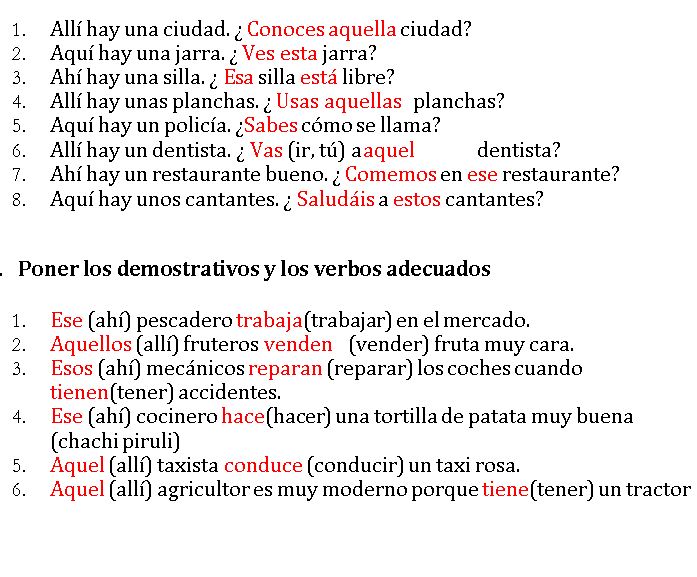 1. Allí hay una ciudad. ¿ Conoces aquella ciudad?
2. Aquí hay una jarra. ¿ Ves esta jarra?
3. Ahí hay una silla. ¿ Esa silla está libre?
4. Allí hay unas planchas. ¿ Usas aquellas planchas?
5. Aquí hay un policía. ¿Sabes cómo se llama?
6. Allí hay un dentista. ¿ Vas (ir, tú) a aquel dentista?
7. Ahí hay un restaurante bueno. ¿ Comemos en ese restaurante?
8. Aquí hay unos cantantes. ¿ Saludáis a estos cantantes?
. Poner los demostrativos y los verbos adecuados
1. Ese (ahí) pescadero trabaja(trabajar) en el mercado.
2. Aquellos (allí) fruteros venden (vender) fruta muy cara.
3. Esos (ahí) mecánicos reparan (reparar) los coches cuando
tienen(tener) accidentes.
4. Ese (ahí) cocinero hace(hacer) una tortilla de patata muy buena
(chachi piruli)
5. Aquel (allí) taxista conduce (conducir) un taxi rosa.
6. Aquel (allí) agricultor es muy moderno porque tiene(tener) un tractor